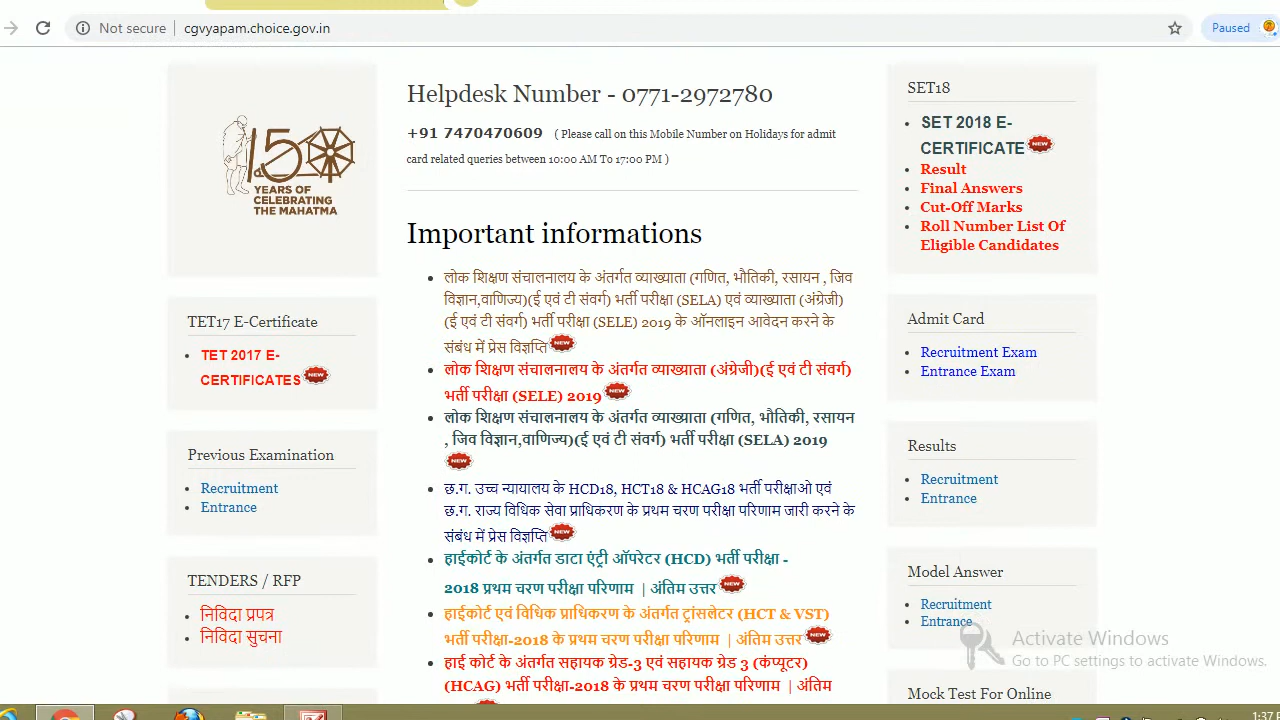 Not secure
cgvyapam.choice.gov.in
Paused
150
YEARS OF
CELEBRATING
THE MAHATMA
TET17 E-Certificate
TET 2017 E-
CERTIFICATES NEW
Previous Examination
Recruitment
Entrance
TENDERS / RFP
निविदा प्रपत्र
निविदा सुचना
Helpdesk Number - 0771-2972780
+91 7470470609 ( Please call on this Mobile Number on Holidays for admit
card related queries between 10:00 AM To 17:00 PM )
Important informations
लोक शिक्षण संचालनालय के अंतर्गत व्याख्याता (गणित, भौतिकी, रसायन , जिव
विज्ञान,वाणिज्य)(ई एवं टी संवर्ग) भर्ती परीक्षा (SELA) एवं व्याख्याता (अंग्रेजी)
(ई एवं टी संवर्ग) भर्ती परीक्षा (SELE) 2019 के ऑनलाइन आवेदन करने के
संबंध में प्रेस विज्ञप्ति NEW
लोक शिक्षण संचालनालय के अंतर्गत व्याख्याता (अंग्रेजी)(ई एवं टी संवर्ग)
भर्ती परीक्षा (SELE) 2019 NEW
लोक शिक्षण संचालनालय के अंतर्गत व्याख्याता (गणित, भौतिकी, रसायन
, जिव विज्ञान,वाणिज्य)(ई एवं टी संवर्ग) भर्ती परीक्षा (SELA) 2019
NEW
छ.ग. उच्च न्यायालय के HCD18, HCT18 & HCAG18 भर्ती परीक्षाओ एवं
छ.ग. राज्य विधिक सेवा प्राधिकरण के प्रथम चरण परीक्षा परिणाम जारी करने के
संबंध में प्रेस विज्ञप्ति NEW
हाईकोर्ट के अंतर्गत डाटा एंट्री ऑपरेटर (HCD) भर्ती परीक्षा -
2018 प्रथम चरण परीक्षा परिणाम | अंतिम उत्तर NEW
हाईकोर्ट एवं विधिक प्राधिकरण के अंतर्गत ट्रांसलेटर (HCT & VST)
भर्ती परीक्षा-2018 के प्रथम चरण परीक्षा परिणाम | अंतिम उत्तर NEW
हाई कोर्ट के अंतर्गत सहायक ग्रेड-3 एवं सहायक ग्रेड 3 (कंप्यूटर)
(HCAG) भर्ती परीक्षा-2018 के प्रथम चरण परीक्षा परिणाम | अंतिम
SET18
SET 2018 E-
CERTIFICATE NEW
Result
Final Answers
Cut-Off Marks
Roll Number List Of
Eligible Candidates
Admit Card
Recruitment Exam
Entrance Exam
Results
Recruitment
Entrance
Model Answer
Recruitment
Entrance
Mock Test For Online
Activate Windows
Go to PC settings to activate Windows.
1:37